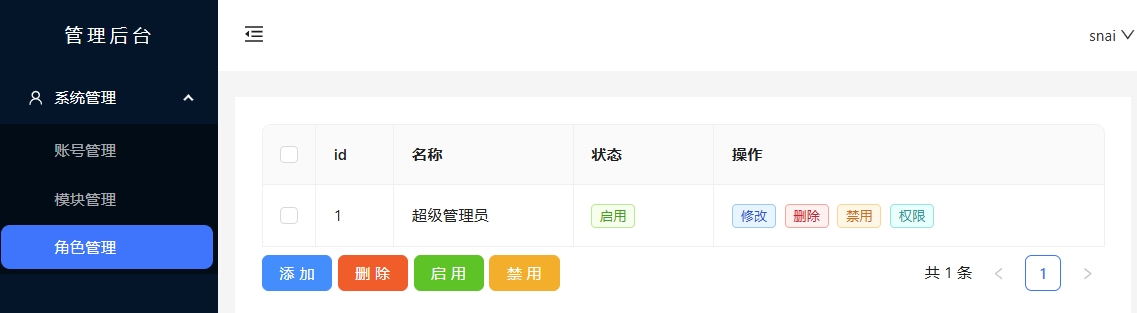 管理后台
snai
系统管理
账号管理
模块管理
角色管理
id 名称 状态 操作
1 超级管理员 启用 修改 删除 禁用 权限
添加 删除 启用 禁用 共 1 条 1